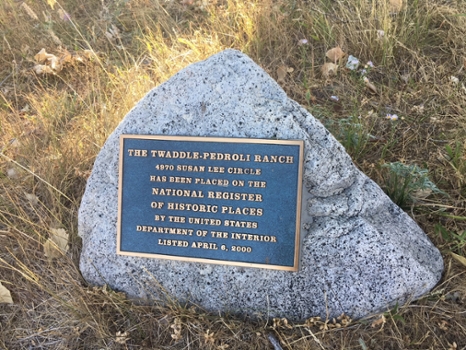 THE TWADDLE-PEDROLI RANCH
4970 SUSAN LEE CIRCLE
HAS BEEN PLACED ON THE
NATIONAL REGISTER
OF HISTORIC PLACES
BY THE UNITED STATES
DEPARTMENT OF THE INTERIOR
LISTED APRIL 6, 2000